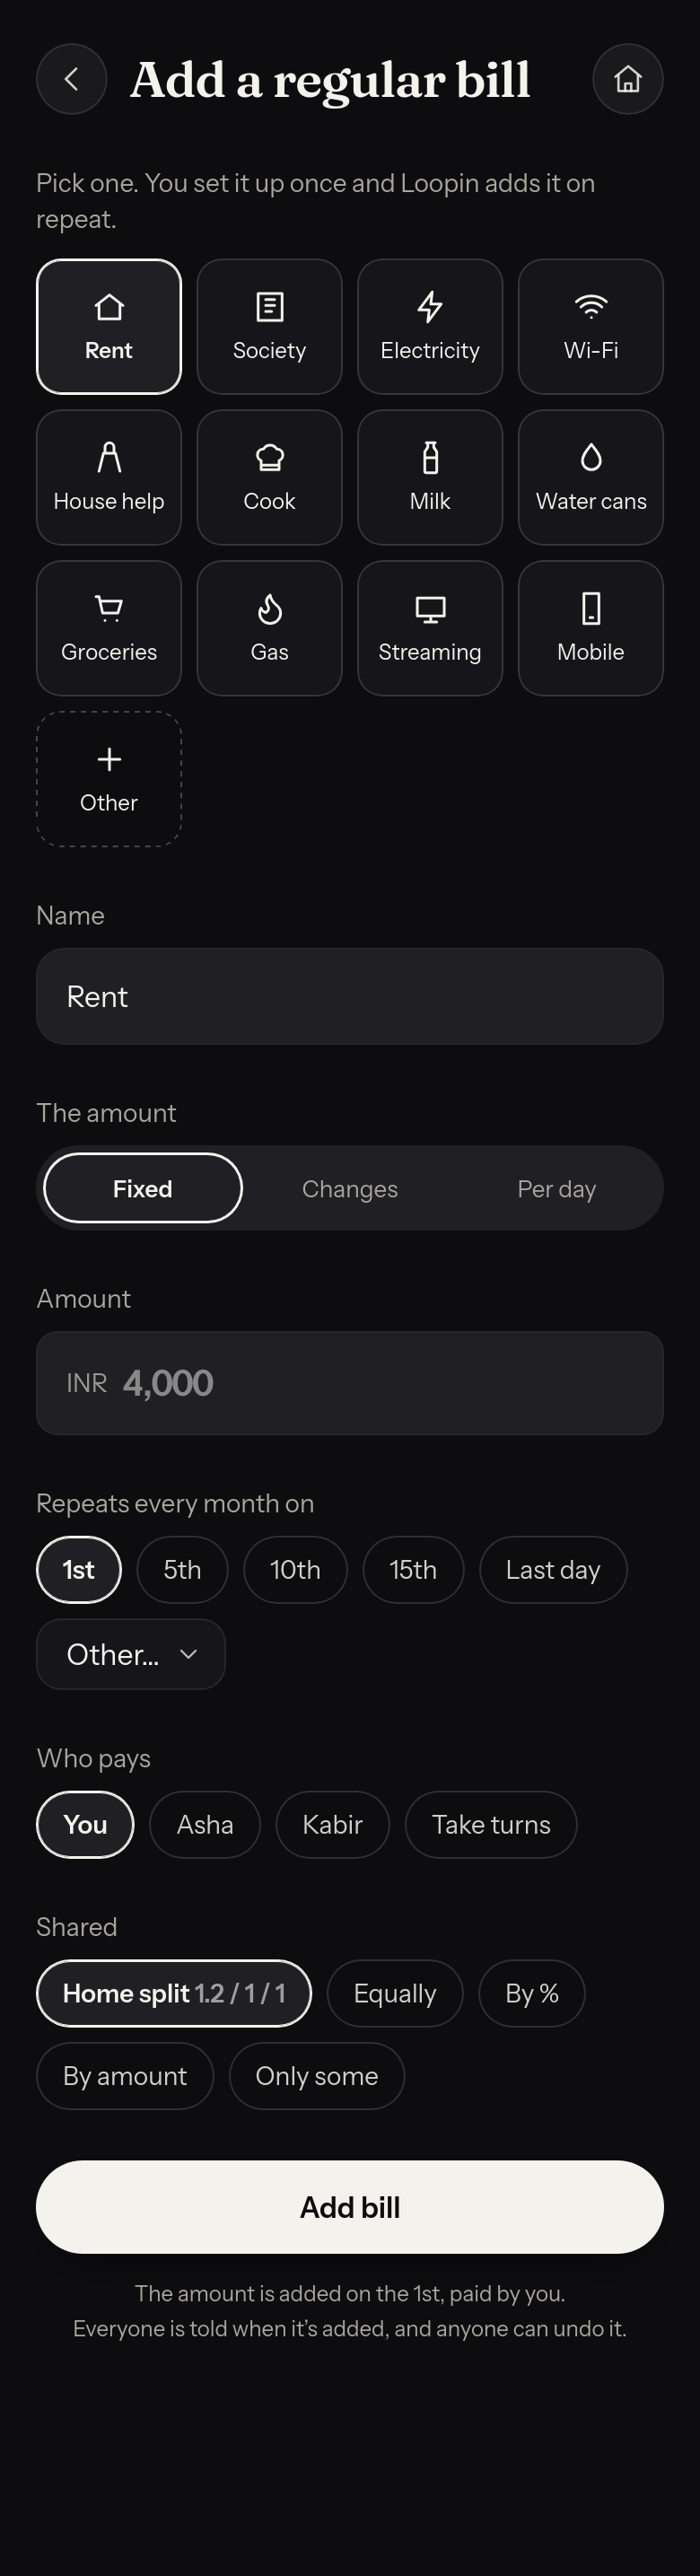 Add a regular bill
Pick one. You set it up once and Loopin adds it on
repeat.
Rent
Society
Electricity
Wi-Fi
House help
Cook
Milk
Water cans
Groceries
Gas
Streaming
Mobile
Other
Name
Rent
The amount
Fixed
Changes
Per day
Amount
INR 4,000
Repeats every month on
1st
5th
10th
15th
Last day
Other...
Who pays
You
Asha
Kabir
Take turns
Shared
Home split 1.2 / 1 / 1
Equally
By %
By amount
Only some
Add bill
The amount is added on the 1st, paid by you.
Everyone is told when it’s added, and anyone can undo it.